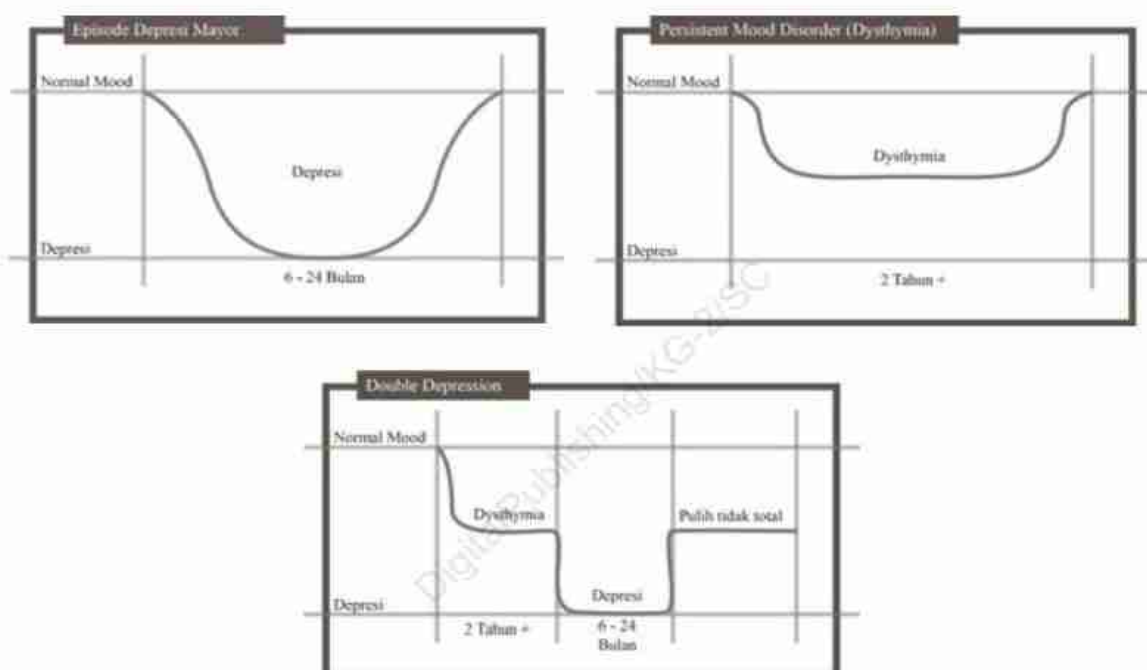 Episode Depresi Mayor
Normal Mood
Depresi
Depresi
6 - 24 Bulan
Persistent Mood Disorder (Dysthymia)
Normal Mood
Dysthymia
Depresi
2 Tahun +
Double Depression
Normal Mood
Dysthymia
Pulih tidak total
Depresi
Depresi
2 Tahun +
6 - 24
Bulan
Digital Publishing/KG-2/SC